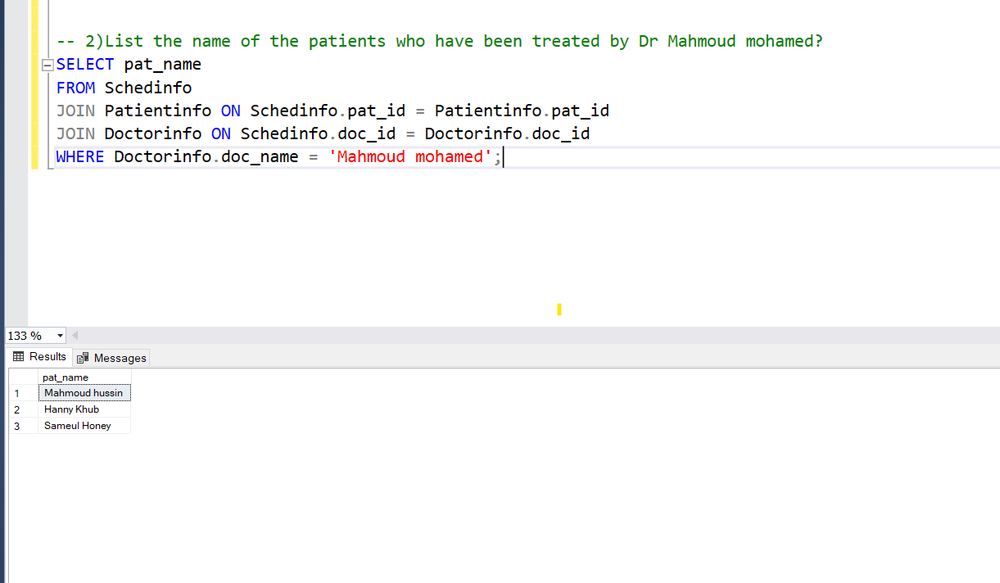 -- 2)List the name of the patients who have been treated by Dr Mahmoud mohamed?
SELECT pat_name
FROM Schedinfo
JOIN Patientinfo ON Schedinfo.pat_id = Patientinfo.pat_id
JOIN Doctorinfo ON Schedinfo.doc_id = Doctorinfo.doc_id
WHERE Doctorinfo.doc_name = 'Mahmoud mohamed';
133 %
Results Messages
pat_name
1 Mahmoud hussin
2 Hanny Khub
3 Sameul Honey